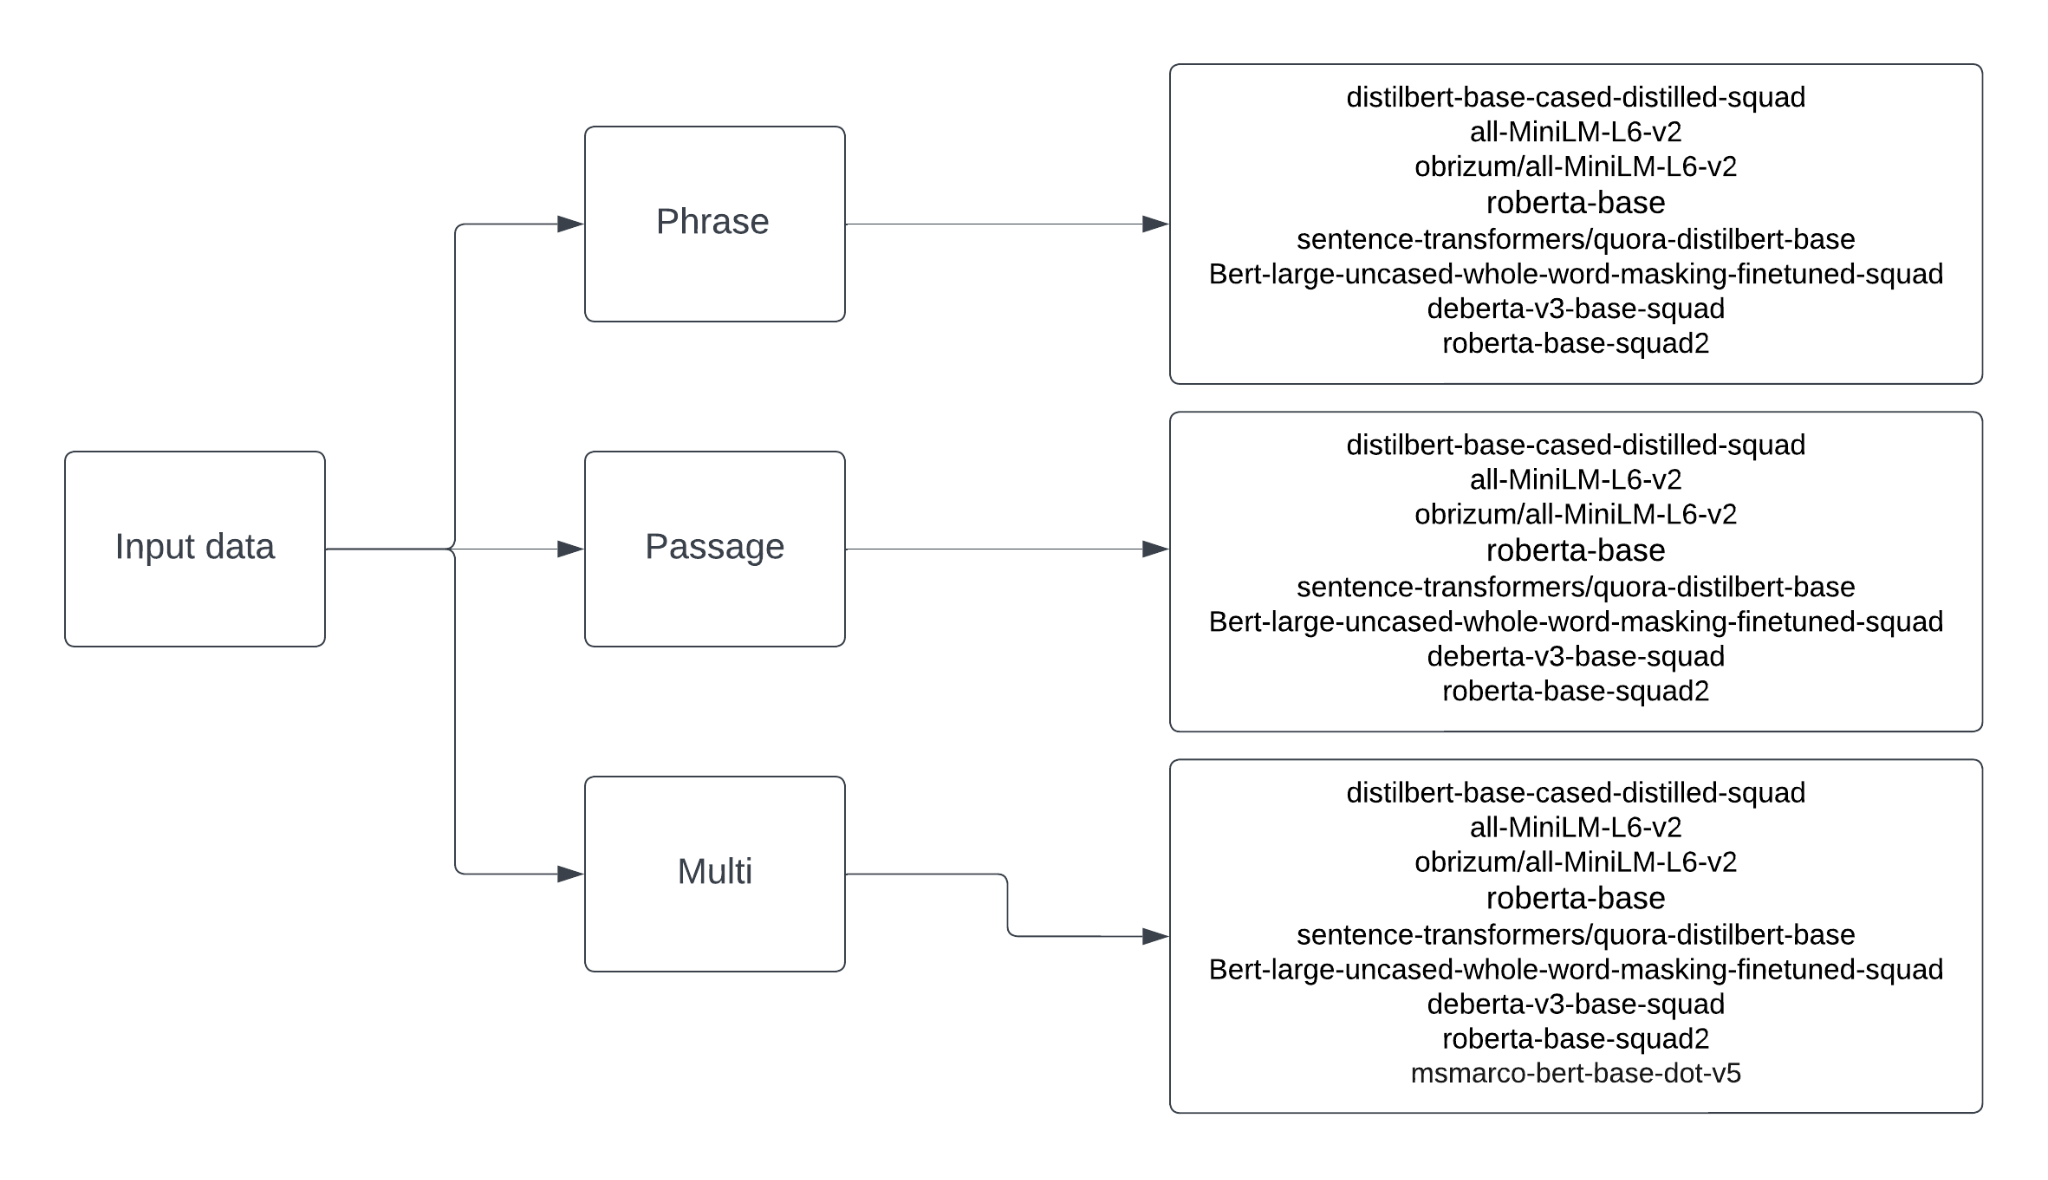 Input data
Phrase
distilbert-base-cased-distilled-squad
all-MiniLM-L6-v2
obrizum/all-MiniLM-L6-v2
roberta-base
sentence-transformers/quora-distilbert-base
Bert-large-uncased-whole-word-masking-finetuned-squad
deberta-v3-base-squad
roberta-base-squad2
Passage
distilbert-base-cased-distilled-squad
all-MiniLM-L6-v2
obrizum/all-MiniLM-L6-v2
roberta-base
sentence-transformers/quora-distilbert-base
Bert-large-uncased-whole-word-masking-finetuned-squad
deberta-v3-base-squad
roberta-base-squad2
Multi
distilbert-base-cased-distilled-squad
all-MiniLM-L6-v2
obrizum/all-MiniLM-L6-v2
roberta-base
sentence-transformers/quora-distilbert-base
Bert-large-uncased-whole-word-masking-finetuned-squad
deberta-v3-base-squad
roberta-base-squad2
msmarco-bert-base-dot-v5